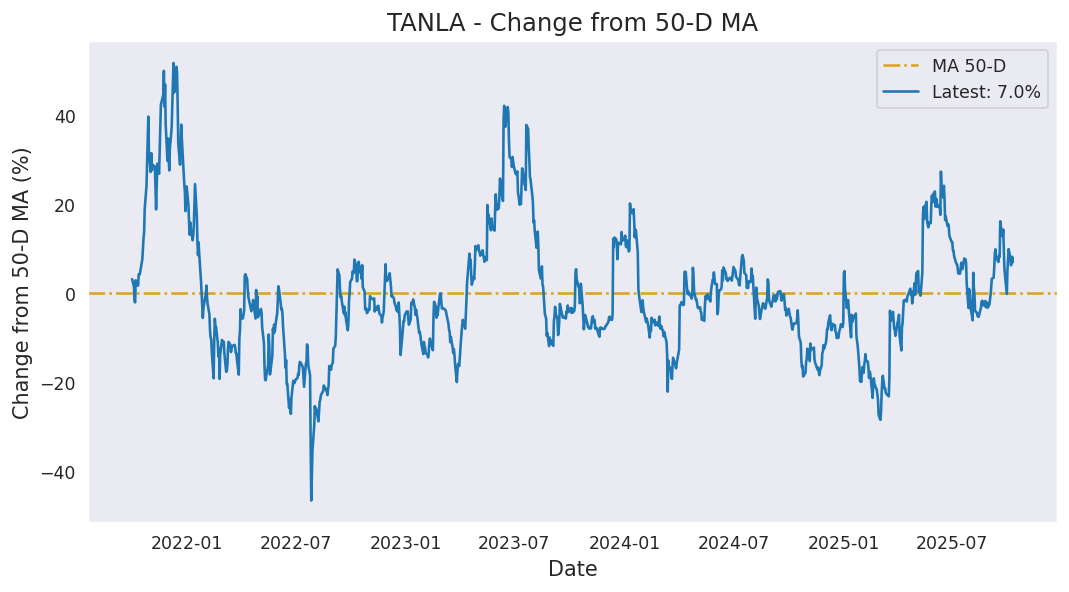 TANLA - Change from 50-D MA
MA 50-D
Latest: 7.0%
Change from 50-D MA (%)
40
20
0
−20
−40
2022-01 2022-07 2023-01 2023-07 2024-01 2024-07 2025-01 2025-07
Date